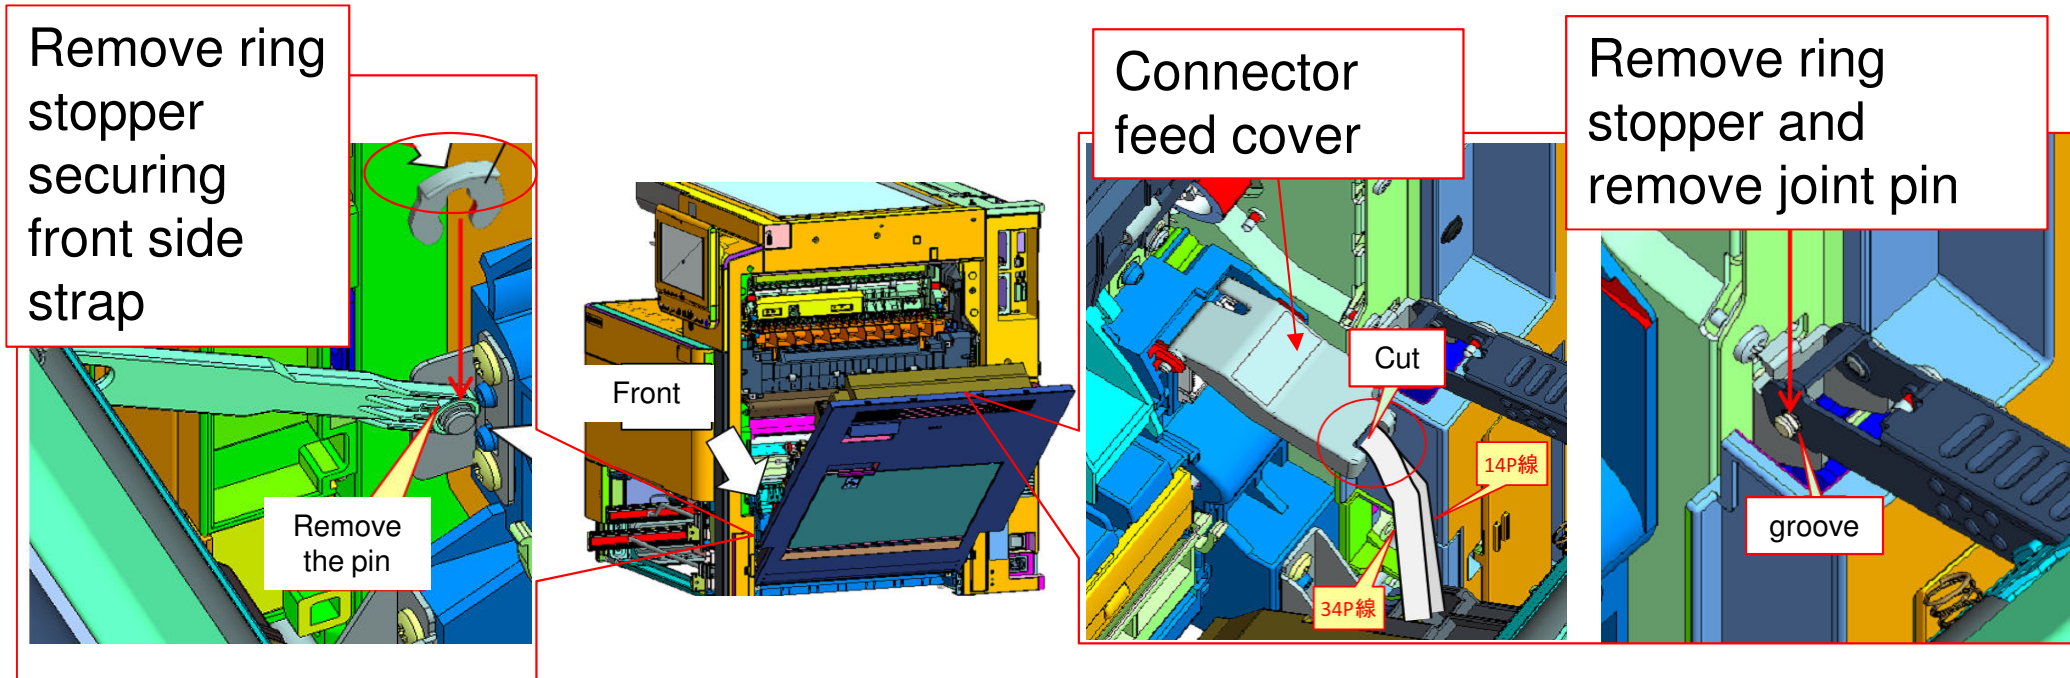 Remove ring
stopper
securing
front side
strap
Remove
the pin
Front
Connector
feed cover
Cut
14P線
34P線
Remove ring
stopper and
remove joint pin
groove